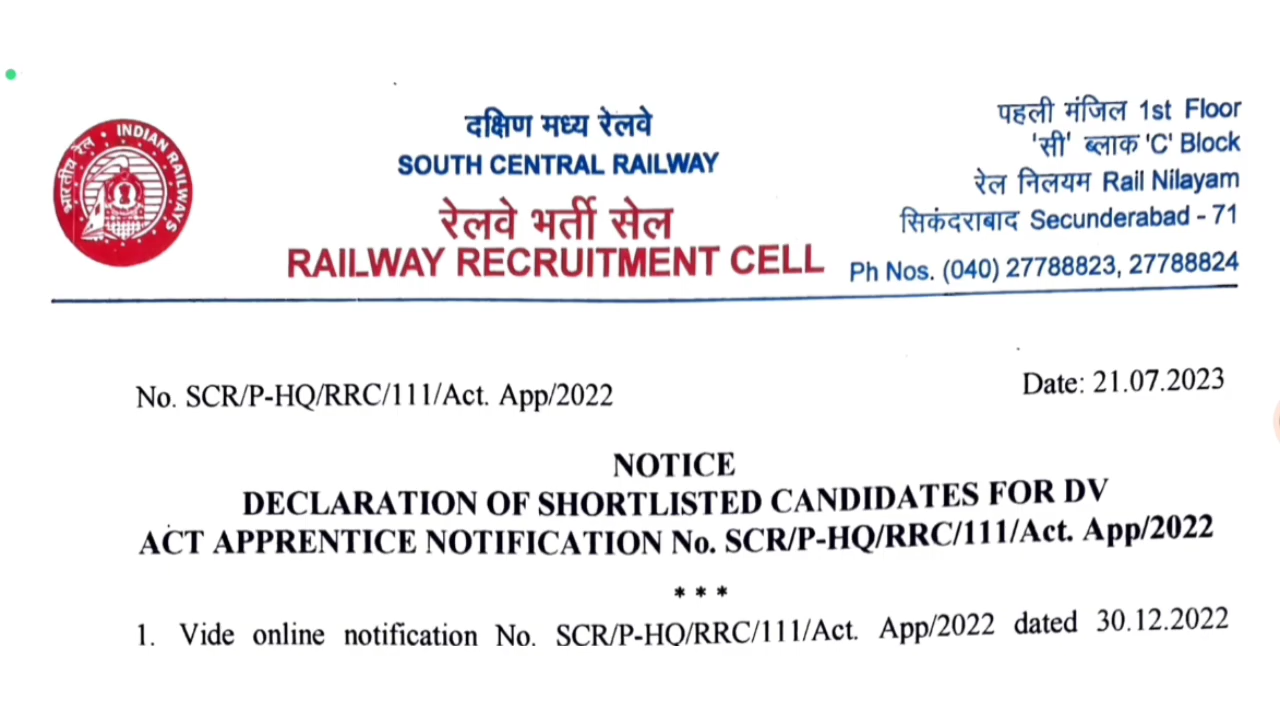 भारतीय रेल • INDIAN RAILWAYS
दक्षिण मध्य रेलवे
SOUTH CENTRAL RAILWAY
रेलवे भर्ती सेल
RAILWAY RECRUITMENT CELL
पहली मंजिल 1st Floor
'सी' ब्लाक 'C' Block
रेल निलयम Rail Nilayam
सिकंदराबाद Secunderabad - 71
Ph Nos. (040) 27788823, 27788824
No. SCR/P-HQ/RRC/111/Act. App/2022
Date: 21.07.2023
NOTICE
DECLARATION OF SHORTLISTED CANDIDATES FOR DV
ACT APPRENTICE NOTIFICATION No. SCR/P-HQ/RRC/111/Act. App/2022
* * *
1. Vide online notification No. SCR/P-HQ/RRC/111/Act. App/2022 dated 30.12.2022